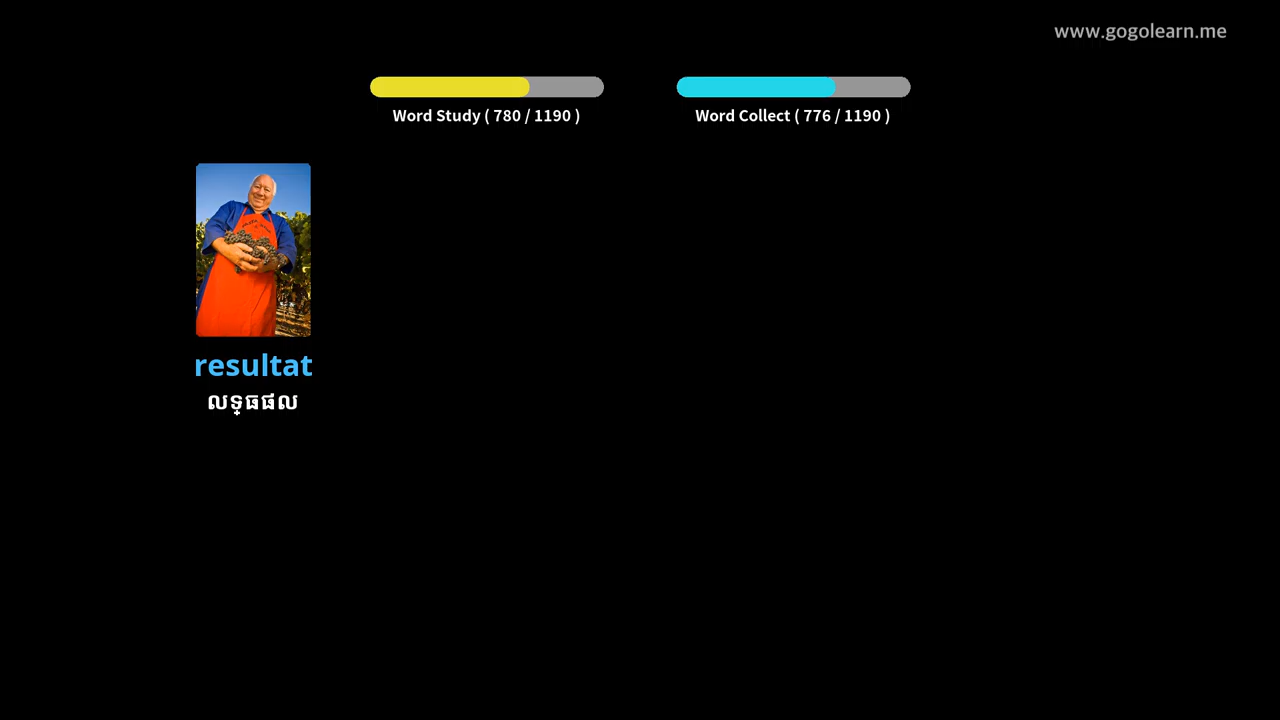 www.gogolearn.me
Word Study ( 780 / 1190 )
Word Collect ( 776 / 1190 )
resultat
លទ្ធផល